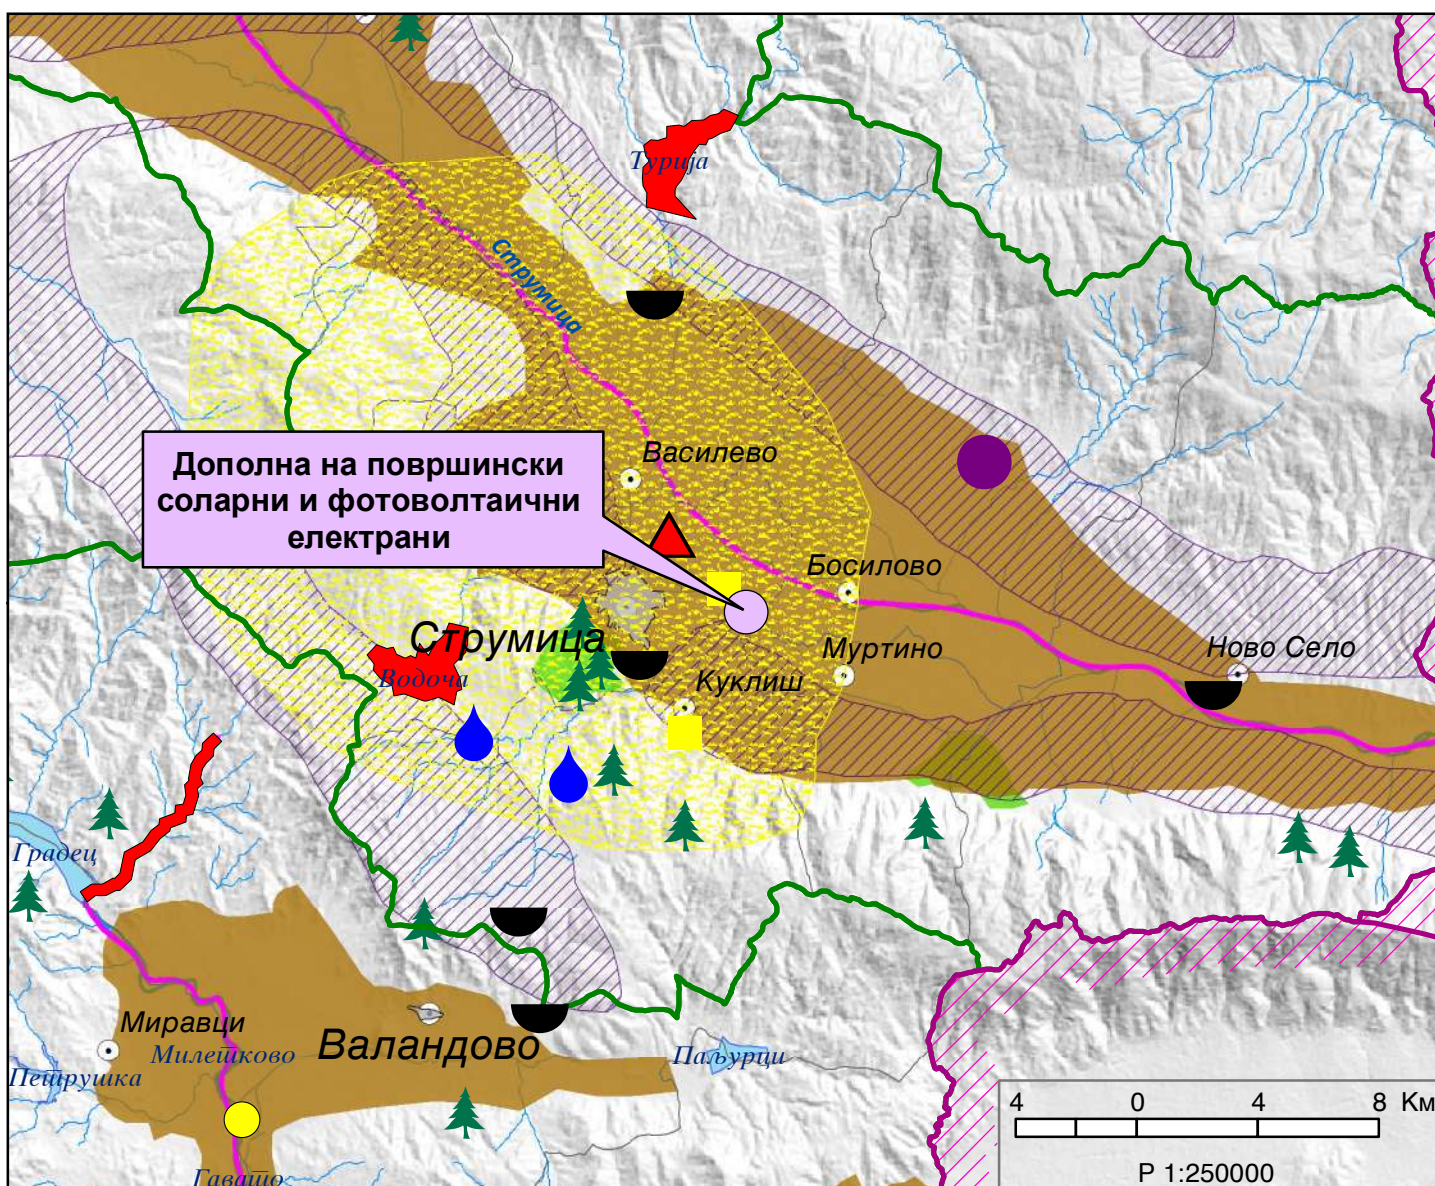 Турија
Струмица
Василево
Дополна на површински
соларни и фотоволтаични
електрани
Босилово
Струмица
Муртино
Ново Село
Водоча
Куклиш
Градец
Миравци
Милешково
Валандово
Паљурци
Петрушка
4 0 4 8 Км
Р 1:250000
Гавато